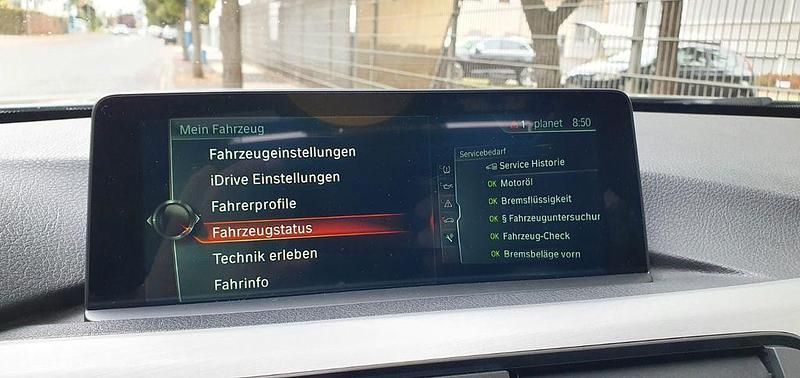 Mein Fahrzeug
1 planet 8:50
Fahrzeugeinstellungen
iDrive Einstellungen
Fahrerprofile
Fahrzeugstatus
Technik erleben
Fahrinfo
Servicebedarf
Service Historie
OK Motoröl
OK Bremsflüssigkeit
OK § Fahrzeuguntersuchur
OK Fahrzeug-Check
OK Bremsbeläge vorn